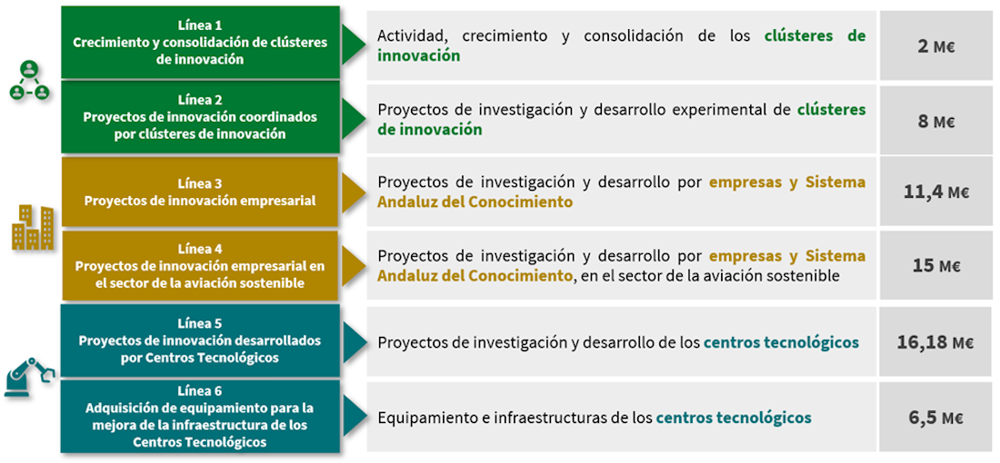 Línea 1
Crecimiento y consolidación de clústeres
de innovación
Actividad, crecimiento y consolidación de los clústeres de
innovación
2 M€
Línea 2
Proyectos de innovación coordinados
por clústeres de innovación
Proyectos de investigación y desarrollo experimental de clústeres
de innovación
8 M€
Línea 3
Proyectos de innovación empresarial
Proyectos de investigación y desarrollo por empresas y Sistema
Andaluz del Conocimiento
11,4 M€
Línea 4
Proyectos de innovación empresarial en
el sector de la aviación sostenible
Proyectos de investigación y desarrollo por empresas y Sistema
Andaluz del Conocimiento, en el sector de la aviación sostenible
15 M€
Línea 5
Proyectos de innovación desarrollados
por Centros Tecnológicos
Proyectos de investigación y desarrollo de los centros tecnológicos
16,18 M€
Línea 6
Adquisición de equipamiento para la
mejora de la infraestructura de los
Centros Tecnológicos
Equipamiento e infraestructuras de los centros tecnológicos
6,5 M€